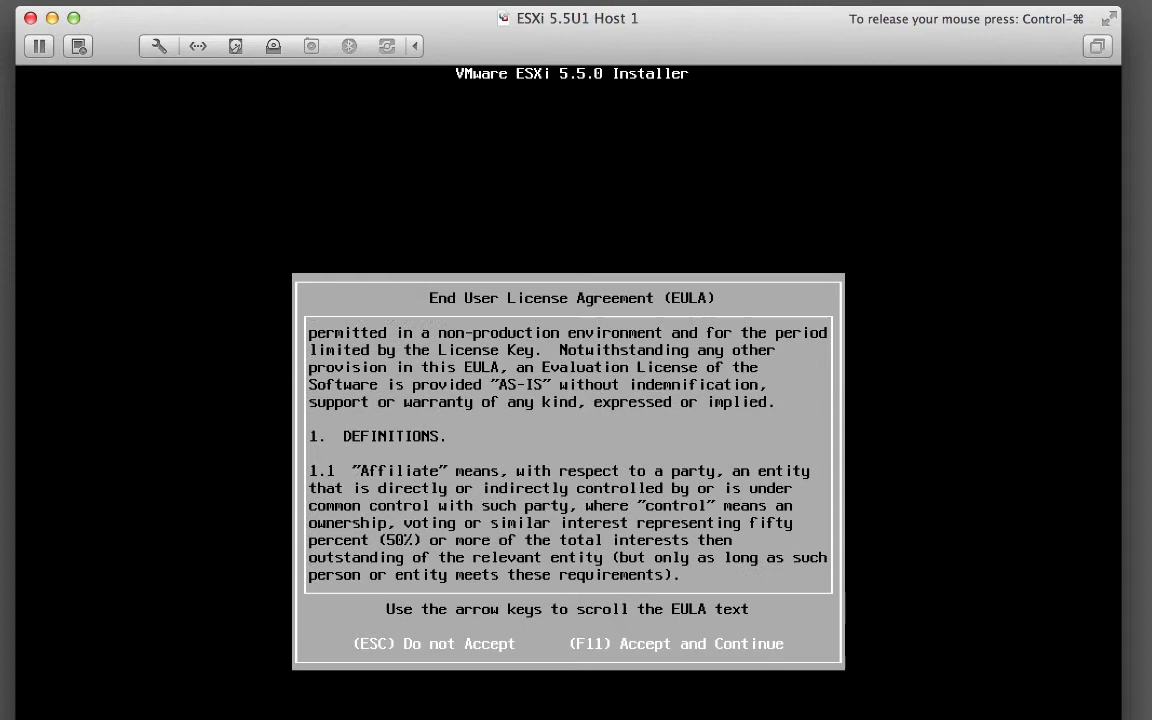 ESXi 5.5U1 Host 1
To release your mouse press: Control-⌘
VMware ESXi 5.5.0 Installer
End User License Agreement (EULA)
permitted in a non-production environment and for the period
limited by the License Key.  Notwithstanding any other
provision in this EULA, an Evaluation License of the
Software is provided "AS-IS" without indemnification,
support or warranty of any kind, expressed or implied.
1.  DEFINITIONS.
1.1  "Affiliate" means, with respect to a party, an entity
that is directly or indirectly controlled by or is under
common control with such party, where "control" means an
ownership, voting or similar interest representing fifty
percent (50%) or more of the total interests then
outstanding of the relevant entity (but only as long as such
person or entity meets these requirements).
Use the arrow keys to scroll the EULA text
(ESC) Do not Accept      (F11) Accept and Continue